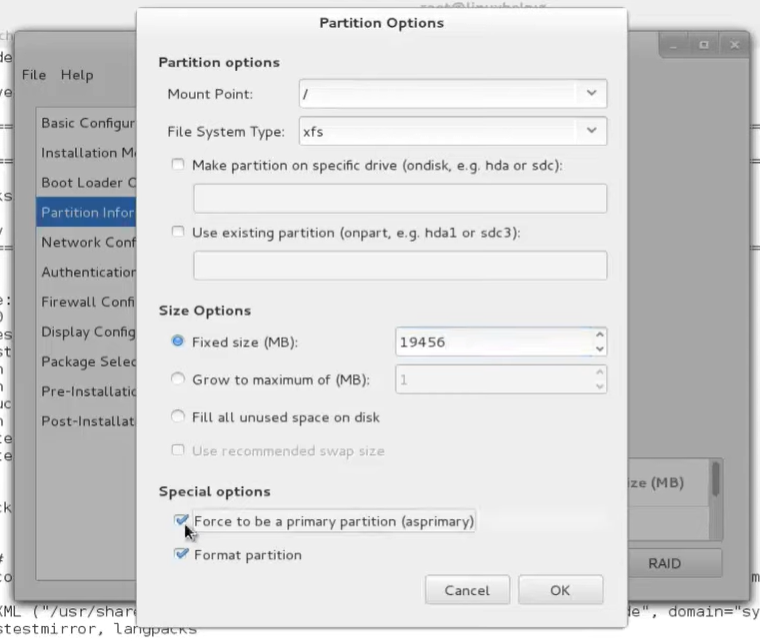 Partition Options
Partition options
Mount Point: /
File System Type: xfs
Make partition on specific drive (ondisk, e.g. hda or sdc):
Use existing partition (onpart, e.g. hda1 or sdc3):
Size Options
Fixed size (MB): 19456
Grow to maximum of (MB): 1
Fill all unused space on disk
Use recommended swap size
Special options
Force to be a primary partition (asprimary)
Format partition
Cancel OK
File Help
Basic Configur
Installation M
Boot Loader C
Partition Infor
Network Conf
Authentication
Firewall Confi
Display Config
Package Selec
Pre-Installatio
Post-Installat
ize (MB)
RAID
XML ("/usr/share de", domain="sy
stestmirror, langpacks